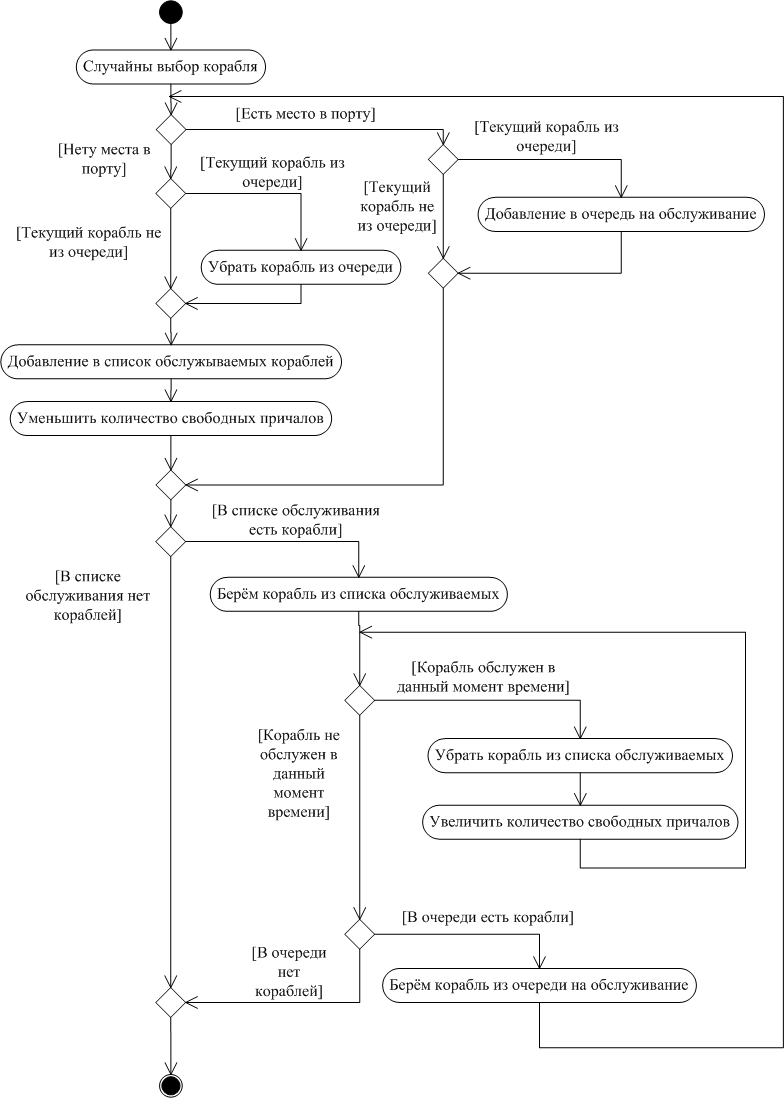 Случайны выбор корабля
[Есть место в порту]
[Нету места в
порту]
[Текущий корабль из
очереди]
[Текущий корабль из
очереди]
[Текущий
корабль не
из очереди]
[Текущий корабль не
из очереди]
Добавление в очередь на обслуживание
Убрать корабль из очереди
Добавление в список обслуживаемых кораблей
Уменьшить количество свободных причалов
[В списке обслуживания
есть корабли]
[В списке
обслуживания нет
кораблей]
Берём корабль из списка обслуживаемых
[Корабль обслужен в
данный момент времени]
[Корабль не
обслужен в
данный
момент
времени]
Убрать корабль из списка обслуживаемых
Увеличить количество свободных причалов
[В очереди есть корабли]
[В очереди
нет
кораблей]
Берём корабль из очереди на обслуживание